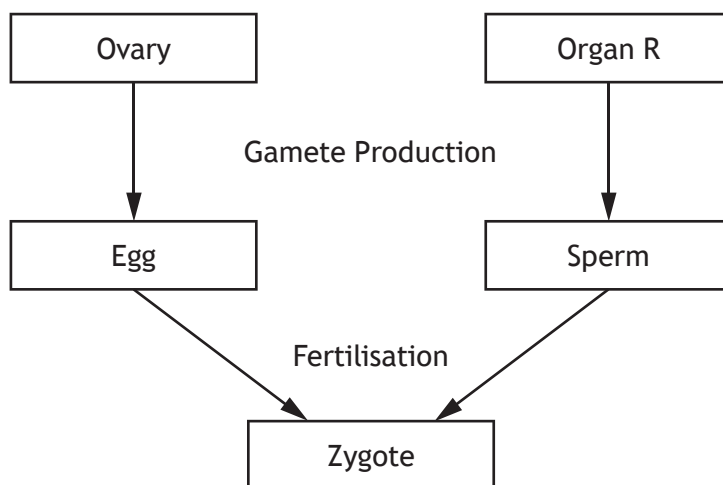 Ovary
Organ R
Gamete Production
Egg
Sperm
Fertilisation
Zygote